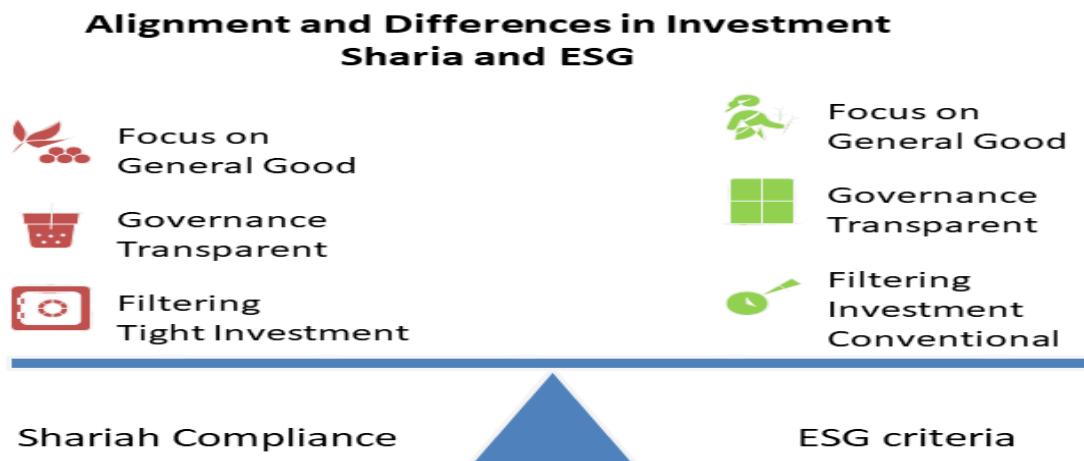 Alignment and Differences in Investment
Sharia and ESG
Focus on
General Good
Governance
Transparent
Filtering
Tight Investment
Focus on
General Good
Governance
Transparent
Filtering
Investment
Conventional
Shariah Compliance
ESG criteria